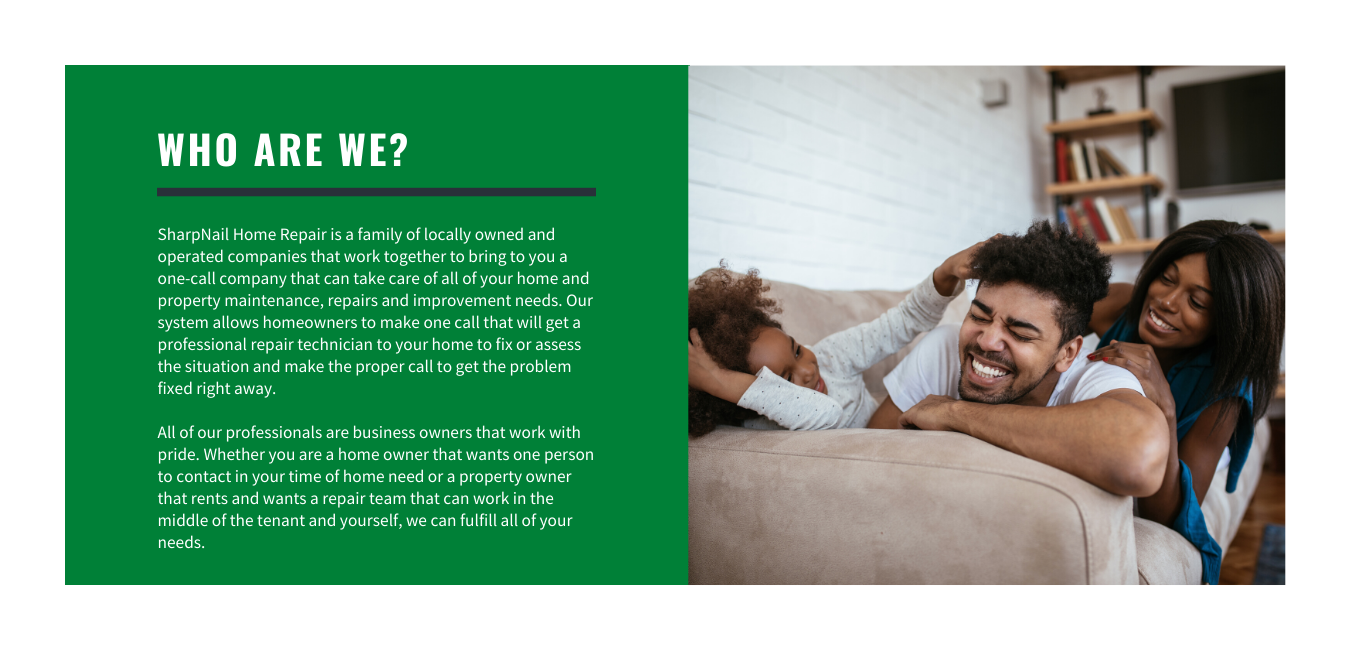 WHO ARE WE?
SharpNail Home Repair is a family of locally owned and
operated companies that work together to bring to you a
one-call company that can take care of all of your home and
property maintenance, repairs and improvement needs. Our
system allows homeowners to make one call that will get a
professional repair technician to your home to fix or assess
the situation and make the proper call to get the problem
fixed right away.
All of our professionals are business owners that work with
pride. Whether you are a home owner that wants one person
to contact in your time of home need or a property owner
that rents and wants a repair team that can work in the
middle of the tenant and yourself, we can fulfill all of your
needs.